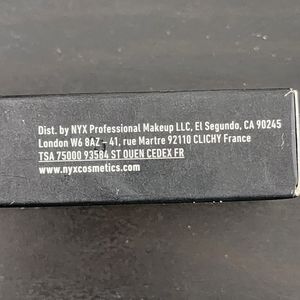 Dist. by NYX Professional Makeup LLC, El Segundo, CA 90245
London W6 8AZ - 41, rue Martre 92110 CLICHY France
TSA 75000 93584 ST OUEN CEDEX FR
www.nyxcosmetics.com